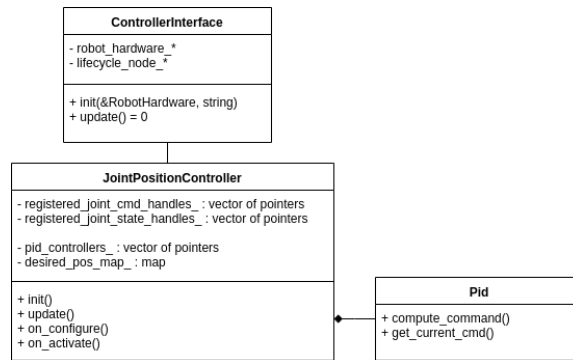 ControllerInterface
- robot_hardware_*
- lifecycle_node_*
+ init(&RobotHardware, string)
+ update() = 0
JointPositionController
- registered_joint_cmd_handles_ : vector of pointers
- registered_joint_state_handles_ : vector of pointers
- pid_controllers_ : vector of pointers
- desired_pos_map_ : map
+ init()
+ update()
+ on_configure()
+ on_activate()
Pid
+ compute_command()
+ get_current_cmd()